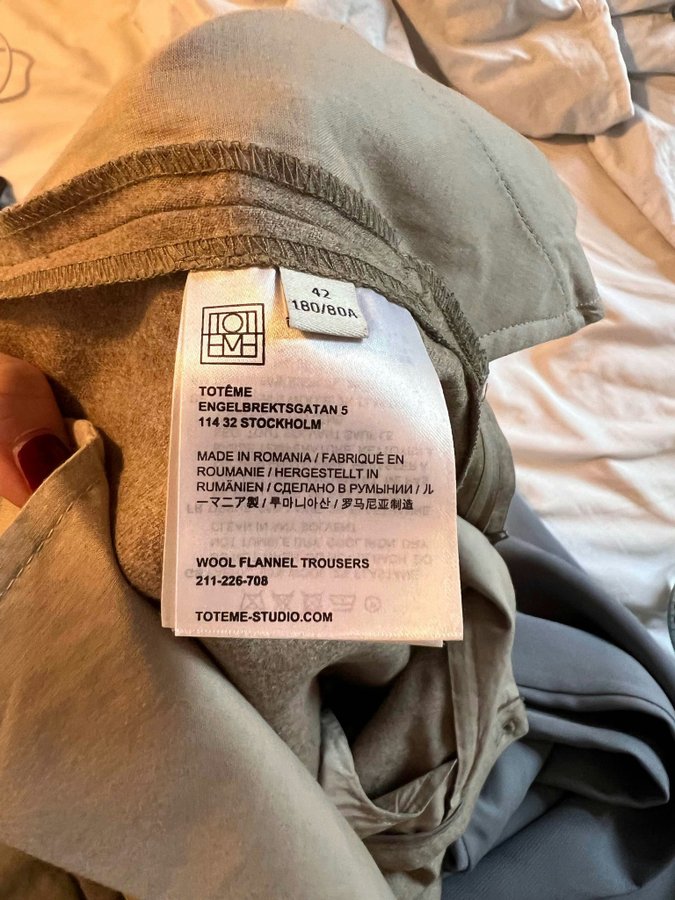 42
180/80A
TOTEME
TOTÊME
ENGELBREKTSGATAN 5
114 32 STOCKHOLM
MADE IN ROMANIA / FABRIQUÉ EN
ROUMANIE / HERGESTELLT IN
RUMÄNIEN / СДЕЛАНО В РУМЫНИИ / ル
ーマニア製 / 루마니아산 / 罗马尼亚制造
WOOL FLANNEL TROUSERS
211-226-708
TOTEME-STUDIO.COM